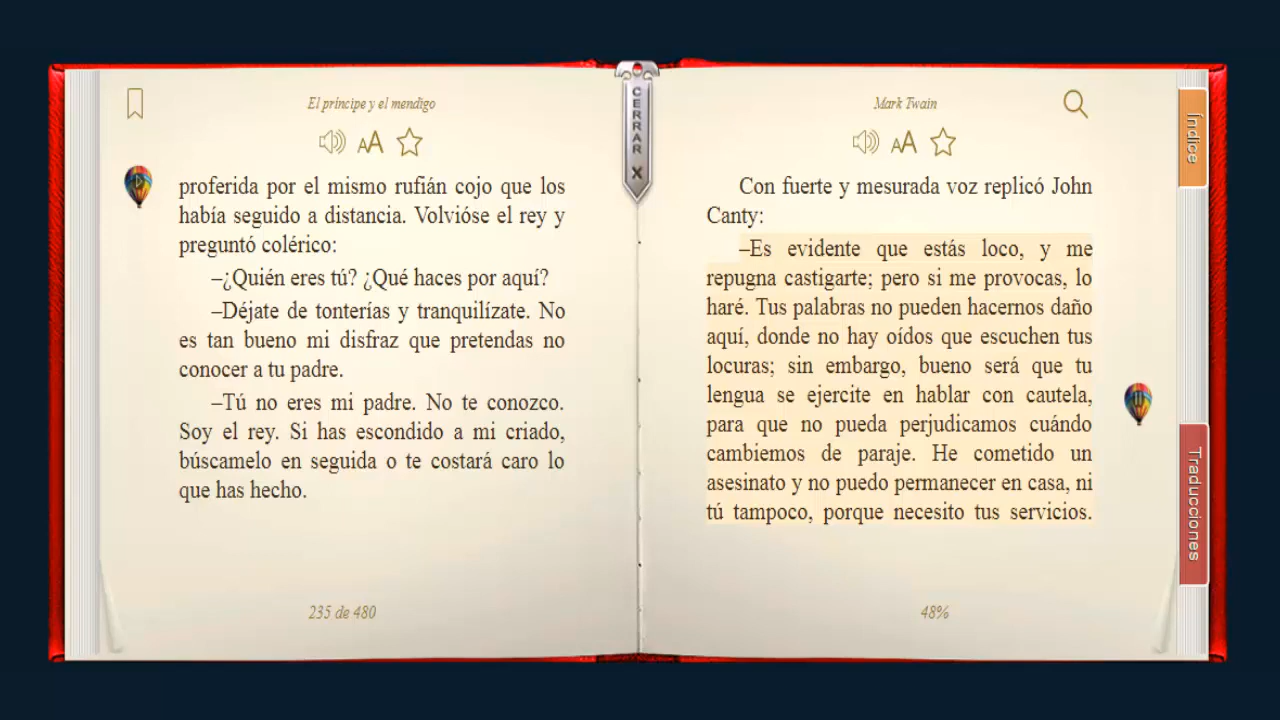 El príncipe y el mendigo
AA
proferida por el mismo rufián cojo que los
había seguido a distancia. Volvióse el rey y
preguntó colérico:
–¿Quién eres tú? ¿Qué haces por aquí?
–Déjate de tonterías y tranquilízate. No
es tan bueno mi disfraz que pretendas no
conocer a tu padre.
–Tú no eres mi padre. No te conozco.
Soy el rey. Si has escondido a mi criado,
búscamelo en seguida o te costará caro lo
que has hecho.
235 de 480
CERRAR X
Mark Twain
AA
Con fuerte y mesurada voz replicó John
Canty:
–Es evidente que estás loco, y me
repugna castigarte; pero si me provocas, lo
haré. Tus palabras no pueden hacernos daño
aquí, donde no hay oídos que escuchen tus
locuras; sin embargo, bueno será que tu
lengua se ejercite en hablar con cautela,
para que no pueda perjudicamos cuándo
cambiemos de paraje. He cometido un
asesinato y no puedo permanecer en casa, ni
tú tampoco, porque necesito tus servicios.
48%
Índice
Traducciones